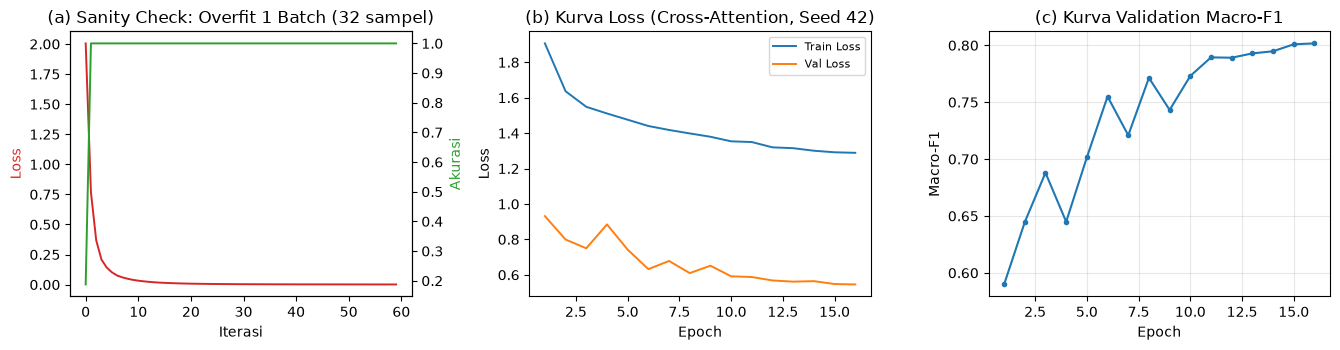 (a) Sanity Check: Overfit 1 Batch (32 sampel)
2.00
1.75
1.50
1.25
1.00
0.75
0.50
0.25
0.00
Loss
1.0
0.9
0.8
0.7
0.6
0.5
0.4
0.3
0.2
Akurasi
0 10 20 30 40 50 60
Iterasi
(b) Kurva Loss (Cross-Attention, Seed 42)
Train Loss
Val Loss
1.8
1.6
1.4
1.2
1.0
0.8
0.6
Loss
2.5 5.0 7.5 10.0 12.5 15.0
Epoch
(c) Kurva Validation Macro-F1
0.80
0.75
0.70
0.65
0.60
Macro-F1
2.5 5.0 7.5 10.0 12.5 15.0
Epoch